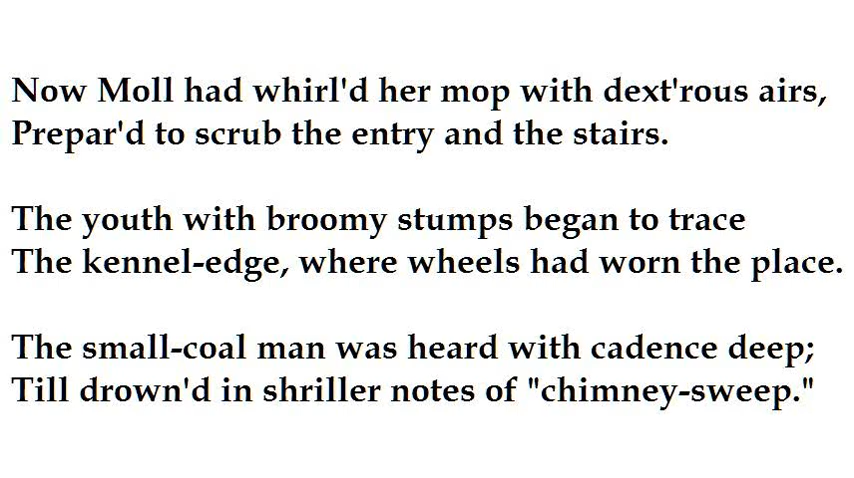 Now Moll had whirl'd her mop with dext'rous airs,
Prepar'd to scrub the entry and the stairs.
The youth with broomy stumps began to trace
The kennel-edge, where wheels had worn the place.
The small-coal man was heard with cadence deep;
Till drown'd in shriller notes of "chimney-sweep."